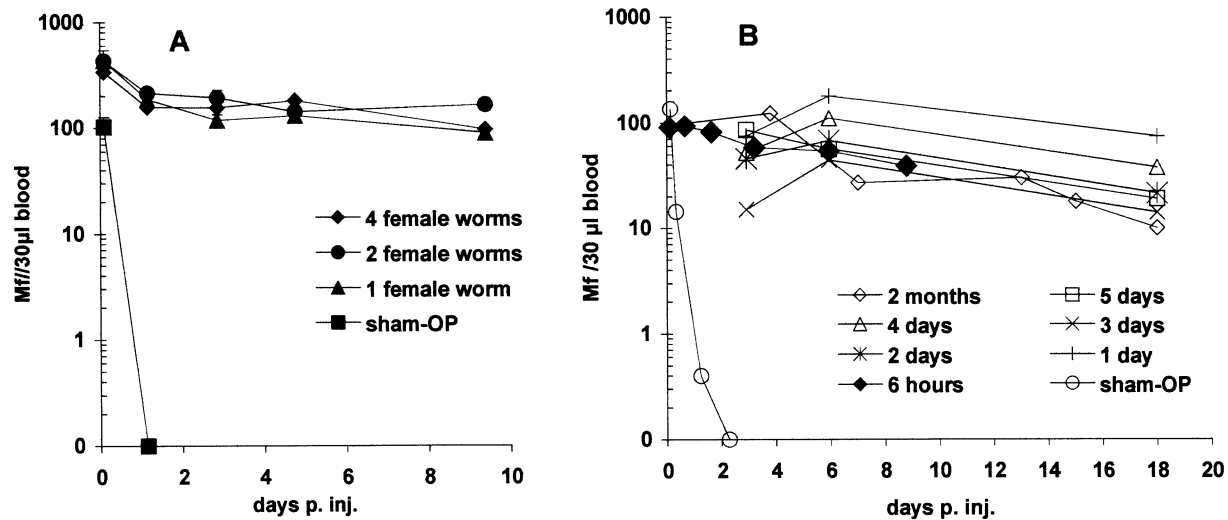 A
1000
100
10
1
0
Mf//30µl blood
4 female worms
2 female worms
1 female worm
sham-OP
0 2 4 6 8 10
days p. inj.
B
1000
100
10
1
0
Mf /30 µl blood
2 months 5 days
4 days 3 days
2 days 1 day
6 hours sham-OP
0 2 4 6 8 10 12 14 16 18 20
days p. inj.